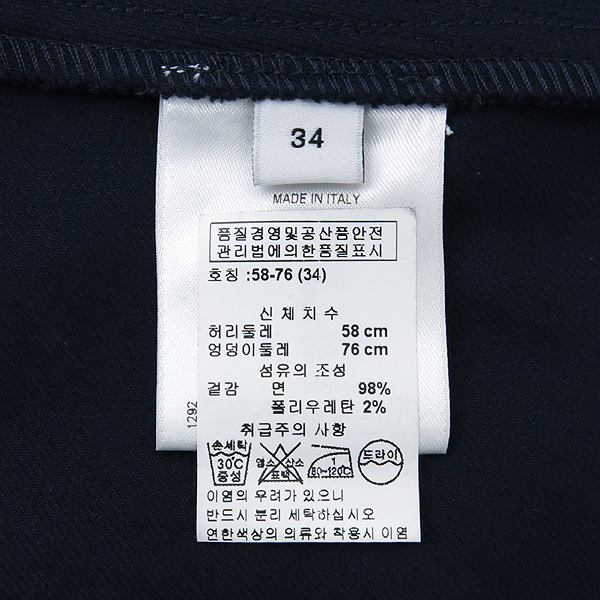 34
MADE IN ITALY
품질경영및공산품안전
관리법에의한품질표시
호칭 :58-76 (34)
신체치수
허리둘레 58 cm
엉덩이둘레 76 cm
섬유의 조성
겉감 면 98%
폴리우레탄 2%
취급주의 사항
손세탁 30℃ 중성
염소 산소 표백
1 80~120℃
드라이
1292
이염의 우려가 있으니
반드시 분리 세탁하십시오
연한색상의 의류와 착용시 이염